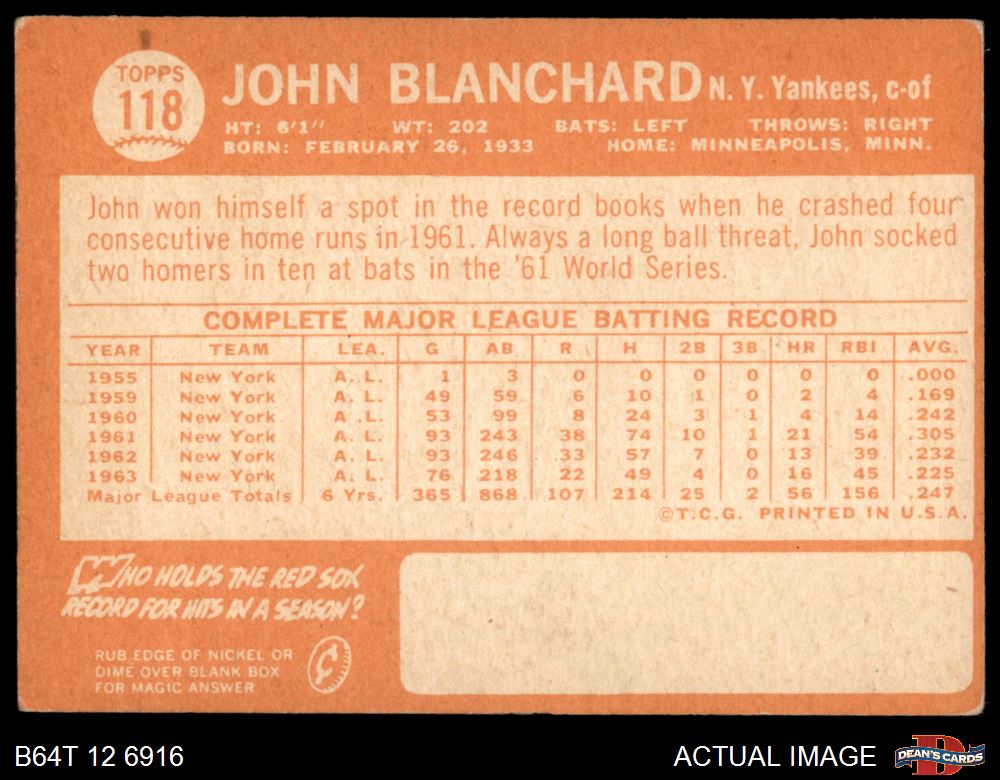 TOPPS
118
JOHN BLANCHARD N. Y. Yankees, c-of
HT: 6'1" WT: 202 BATS: LEFT THROWS: RIGHT
BORN: FEBRUARY 26, 1933 HOME: MINNEAPOLIS, MINN.
John won himself a spot in the record books when he crashed four
consecutive home runs in 1961. Always a long ball threat, John socked
two homers in ten at bats in the '61 World Series.
COMPLETE MAJOR LEAGUE BATTING RECORD
YEAR TEAM LEA. G AB R H 2B 3B HR RBI AVG.
1955 New York A. L. 1 3 0 0 0 0 0 0 .000
1959 New York A. L. 49 59 6 10 1 0 2 4 .169
1960 New York A .L. 53 99 8 24 3 1 4 14 .242
1961 New York A. L. 93 243 38 74 10 1 21 54 .305
1962 New York A. L. 93 246 33 57 7 0 13 39 .232
1963 New York A. L. 76 218 22 49 4 0 16 45 .225
Major League Totals 6 Yrs. 365 868 107 214 25 2 56 156 .247
©T.C.G. PRINTED IN U.S.A.
WHO HOLDS THE RED SOX
RECORD FOR HITS IN A SEASON?
RUB EDGE OF NICKEL OR
DIME OVER BLANK BOX
FOR MAGIC ANSWER
¢
B64T 12 6916
ACTUAL IMAGE
D
DEAN'S CARDS